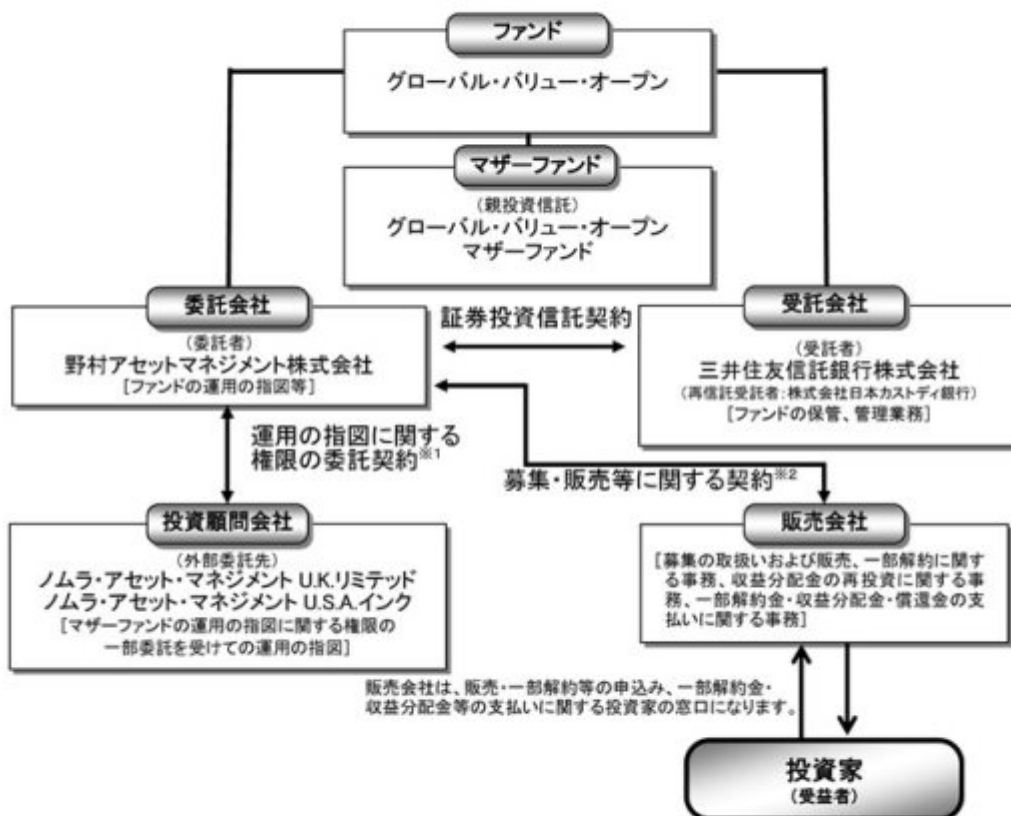 ファンド
グローバル・バリュー・オープン
マザーファンド
(親投資信託)
グローバル・バリュー・オープン
マザーファンド
委託会社
(委託者)
野村アセットマネジメント株式会社
[ファンドの運用の指図等]
証券投資信託契約
受託会社
(受託者)
三井住友信託銀行株式会社
(再信託受託者:株式会社日本カストディ銀行)
[ファンドの保管、管理業務]
運用の指図に関する
権限の委託契約※1
募集・販売等に関する契約※2
投資顧問会社
(外部委託先)
ノムラ・アセット・マネジメント U.K.リミテッド
ノムラ・アセット・マネジメント U.S.A.インク
[マザーファンドの運用の指図に関する権限の
一部委託を受けての運用の指図]
販売会社
[募集の取扱いおよび販売、一部解約に関す
る事務、収益分配金の再投資に関する事
務、一部解約金・収益分配金・償還金の支
払いに関する事務]
販売会社は、販売・一部解約等の申込み、一部解約金・
収益分配金等の支払いに関する投資家の窓口になります。
投資家
(受益者)